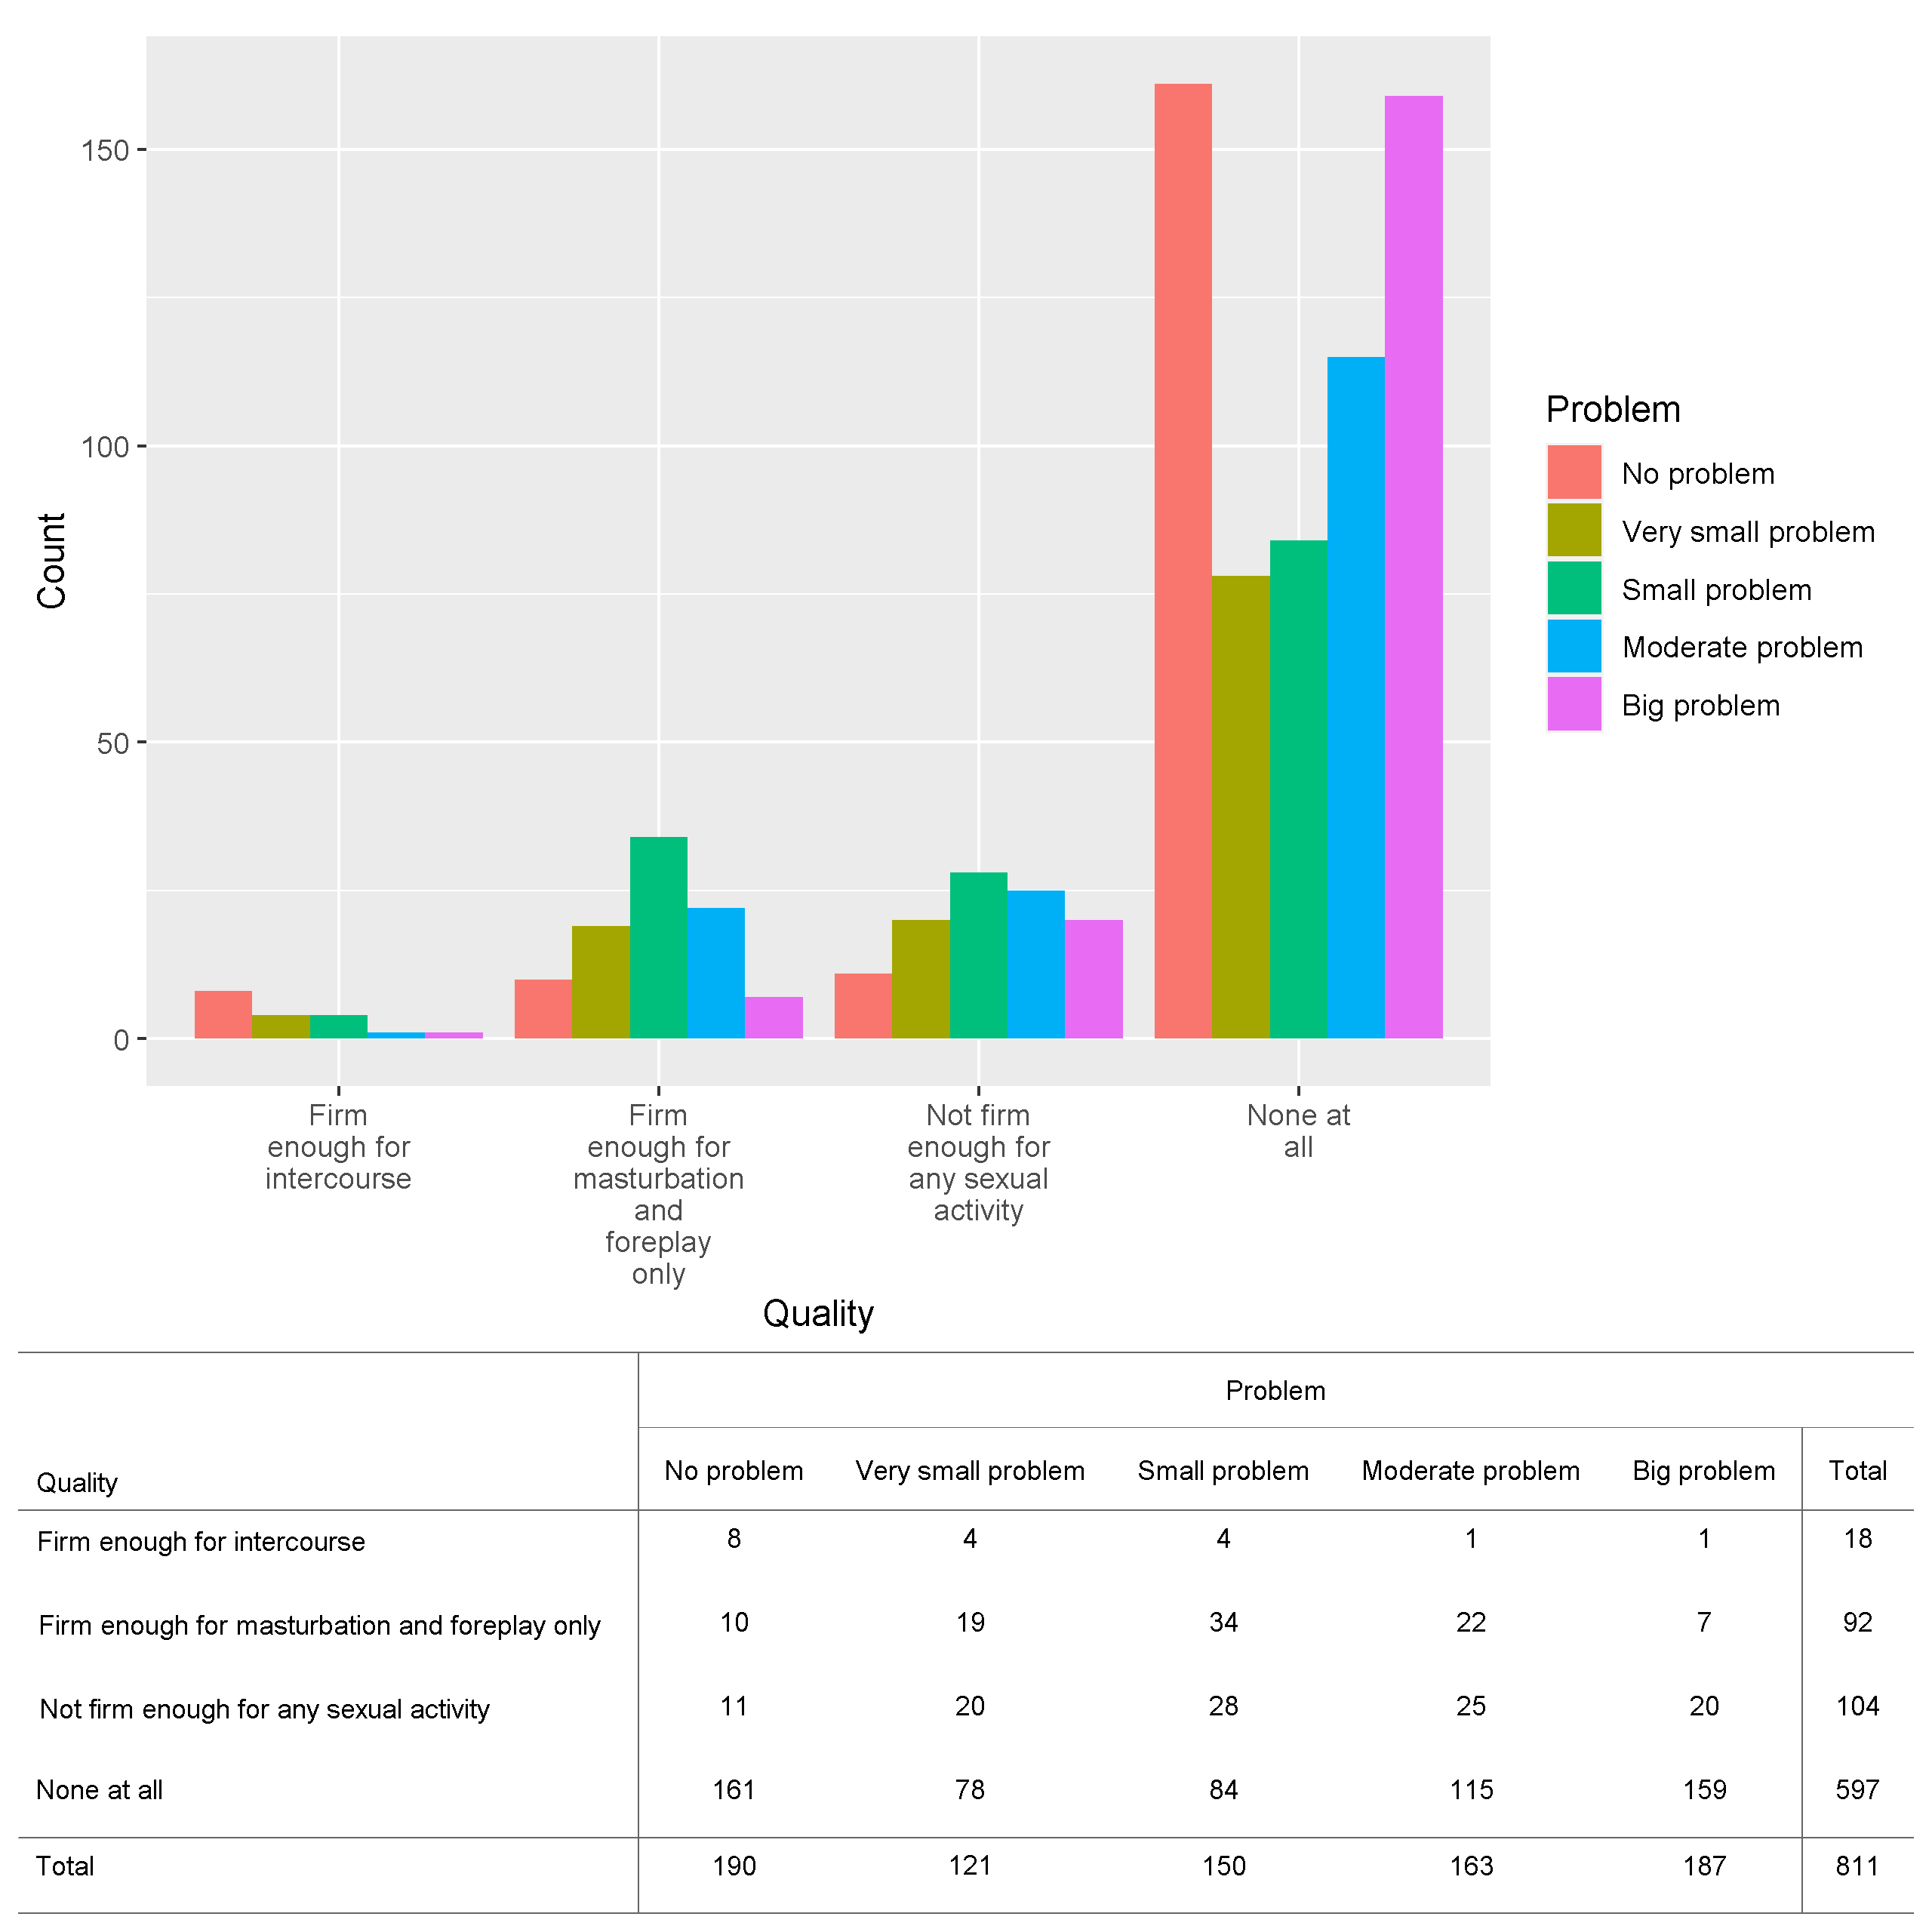 150
100
50
0
Count
Firm
enough for
intercourse
Firm
enough for
masturbation
and
foreplay
only
Not firm
enough for
any sexual
activity
None at
all
Quality
Problem
No problem
Very small problem
Small problem
Moderate problem
Big problem
Problem
Quality No problem Very small problem Small problem Moderate problem Big problem Total
Firm enough for intercourse 8 4 4 1 1 18
Firm enough for masturbation and foreplay only 10 19 34 22 7 92
Not firm enough for any sexual activity 11 20 28 25 20 104
None at all 161 78 84 115 159 597
Total 190 121 150 163 187 811